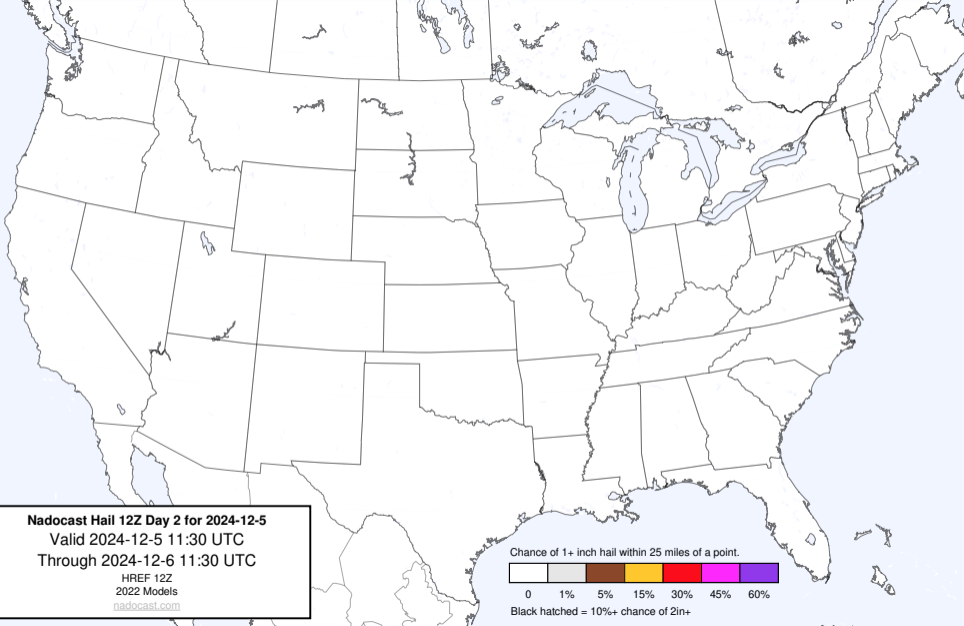 Nadocast Hail 12Z Day 2 for 2024-12-5
Valid 2024-12-5 11:30 UTC
Through 2024-12-6 11:30 UTC
HREF 12Z
2022 Models
nadocast.com
Chance of 1+ inch hail within 25 miles of a point.
0 1% 5% 15% 30% 45% 60%
Black hatched = 10%+ chance of 2in+